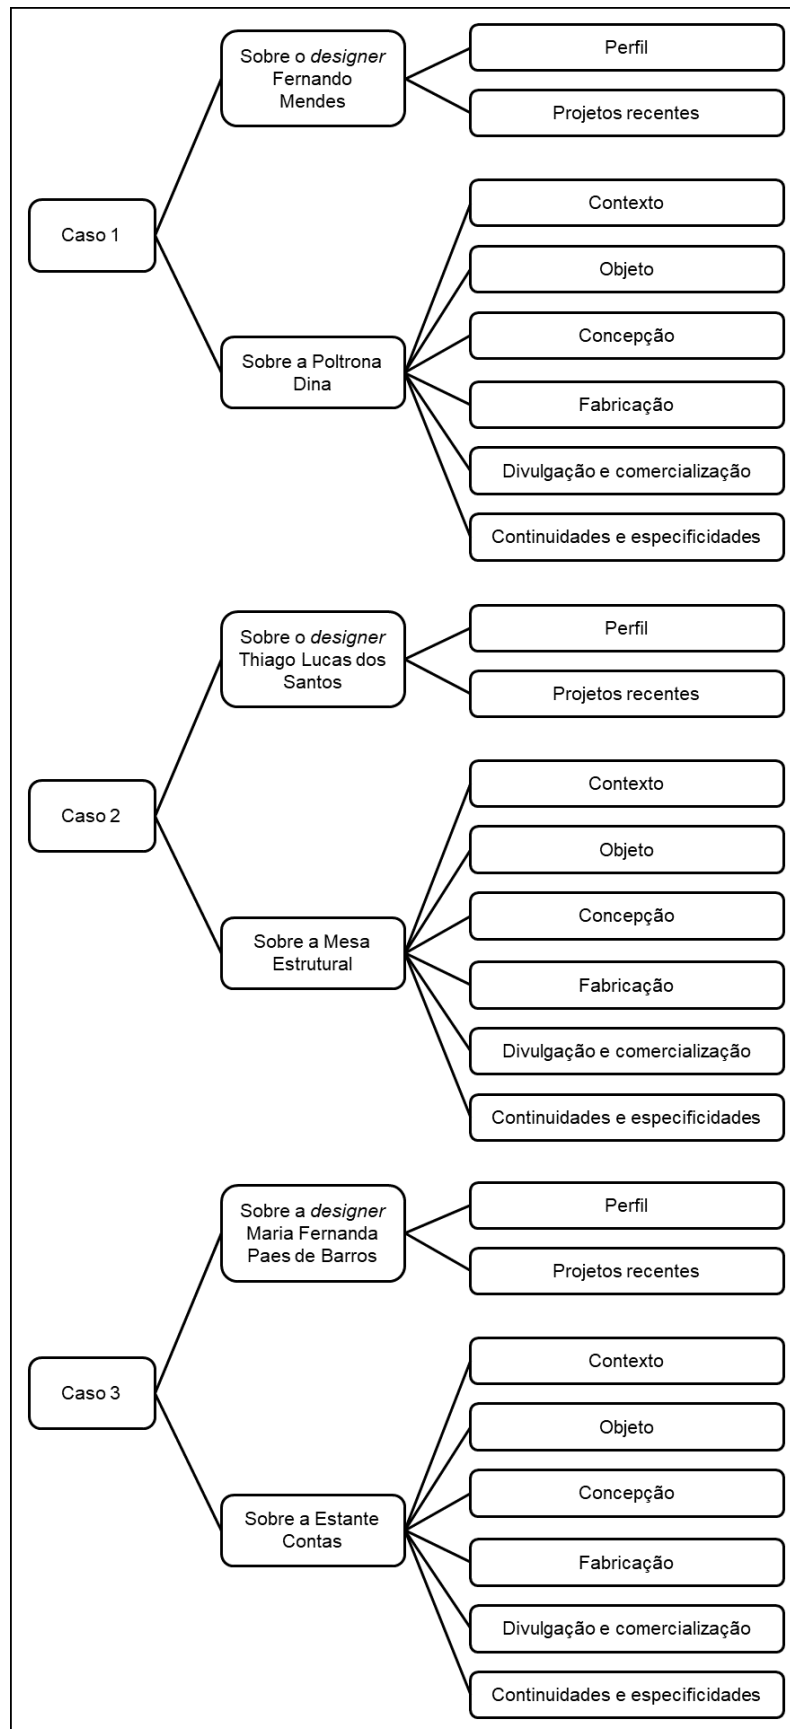 Caso 1
Sobre o designer
Fernando
Mendes
Perfil
Projetos recentes
Sobre a Poltrona
Dina
Contexto
Objeto
Concepção
Fabricação
Divulgação e comercialização
Continuidades e especificidades
Caso 2
Sobre o designer
Thiago Lucas dos
Santos
Perfil
Projetos recentes
Sobre a Mesa
Estrutural
Contexto
Objeto
Concepção
Fabricação
Divulgação e comercialização
Continuidades e especificidades
Caso 3
Sobre a designer
Maria Fernanda
Paes de Barros
Perfil
Projetos recentes
Sobre a Estante
Contas
Contexto
Objeto
Concepção
Fabricação
Divulgação e comercialização
Continuidades e especificidades